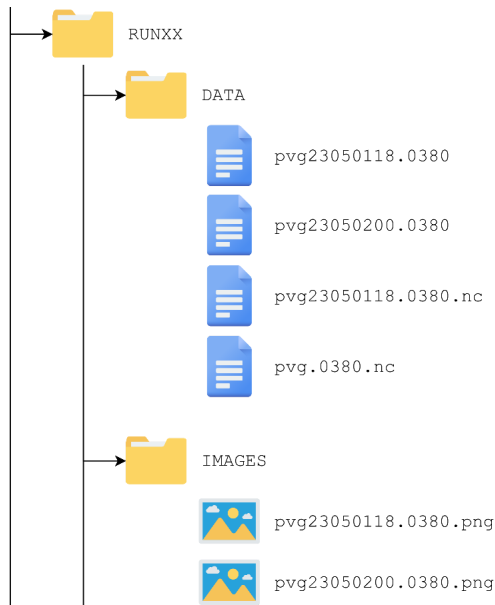 RUNXX
DATA
pvg23050118.0380
pvg23050200.0380
pvg23050118.0380.nc
pvg.0380.nc
IMAGES
pvg23050118.0380.png
pvg23050200.0380.png